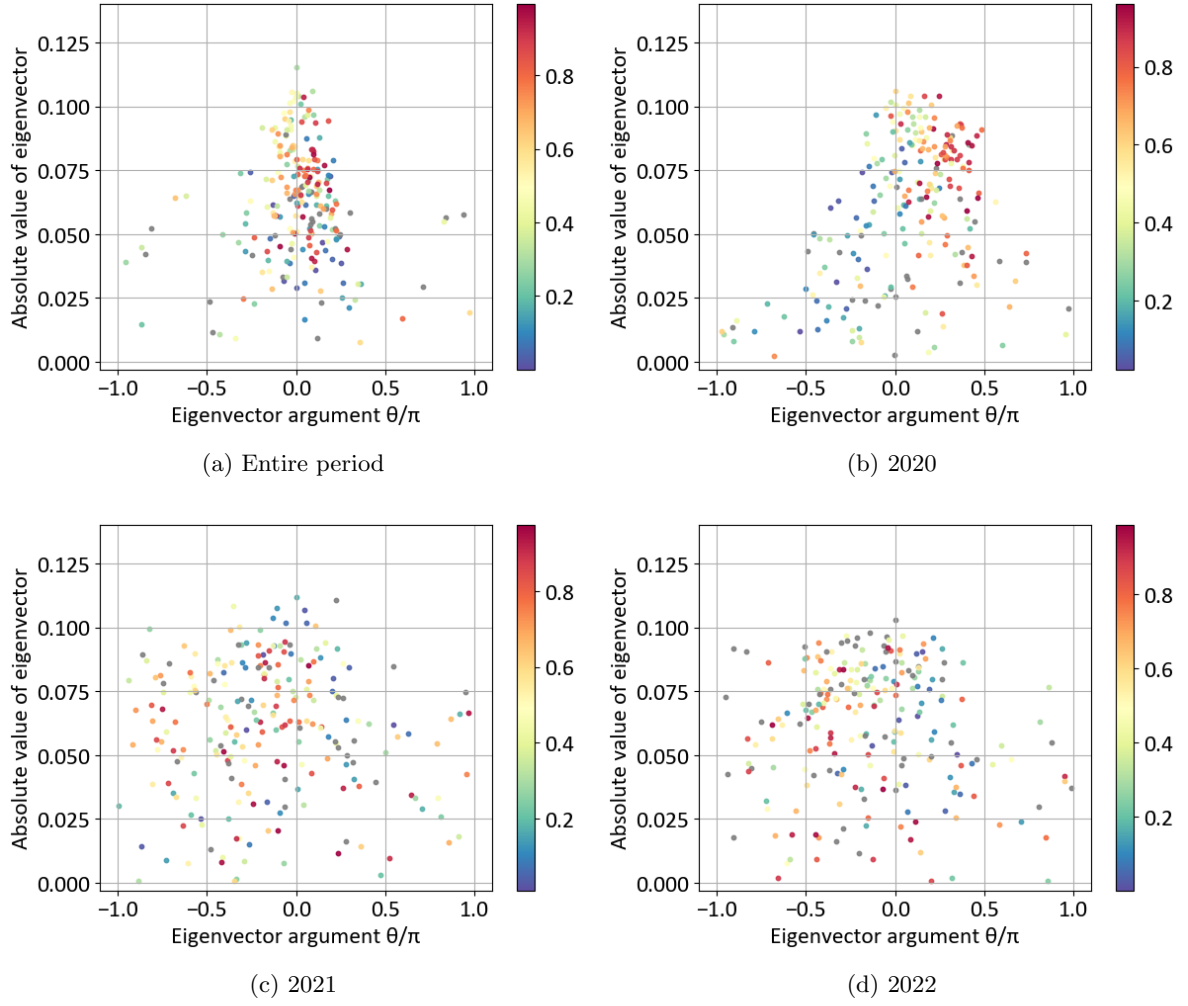 0.125
0.100
0.075
0.050
0.025
0.000
Absolute value of eigenvector
−1.0 −0.5 0.0 0.5 1.0
Eigenvector argument θ/π
0.8
0.6
0.4
0.2
(a) Entire period
0.125
0.100
0.075
0.050
0.025
0.000
Absolute value of eigenvector
−1.0 −0.5 0.0 0.5 1.0
Eigenvector argument θ/π
0.8
0.6
0.4
0.2
(b) 2020
0.125
0.100
0.075
0.050
0.025
0.000
Absolute value of eigenvector
−1.0 −0.5 0.0 0.5 1.0
Eigenvector argument θ/π
0.8
0.6
0.4
0.2
(c) 2021
0.125
0.100
0.075
0.050
0.025
0.000
Absolute value of eigenvector
−1.0 −0.5 0.0 0.5 1.0
Eigenvector argument θ/π
0.8
0.6
0.4
0.2
(d) 2022